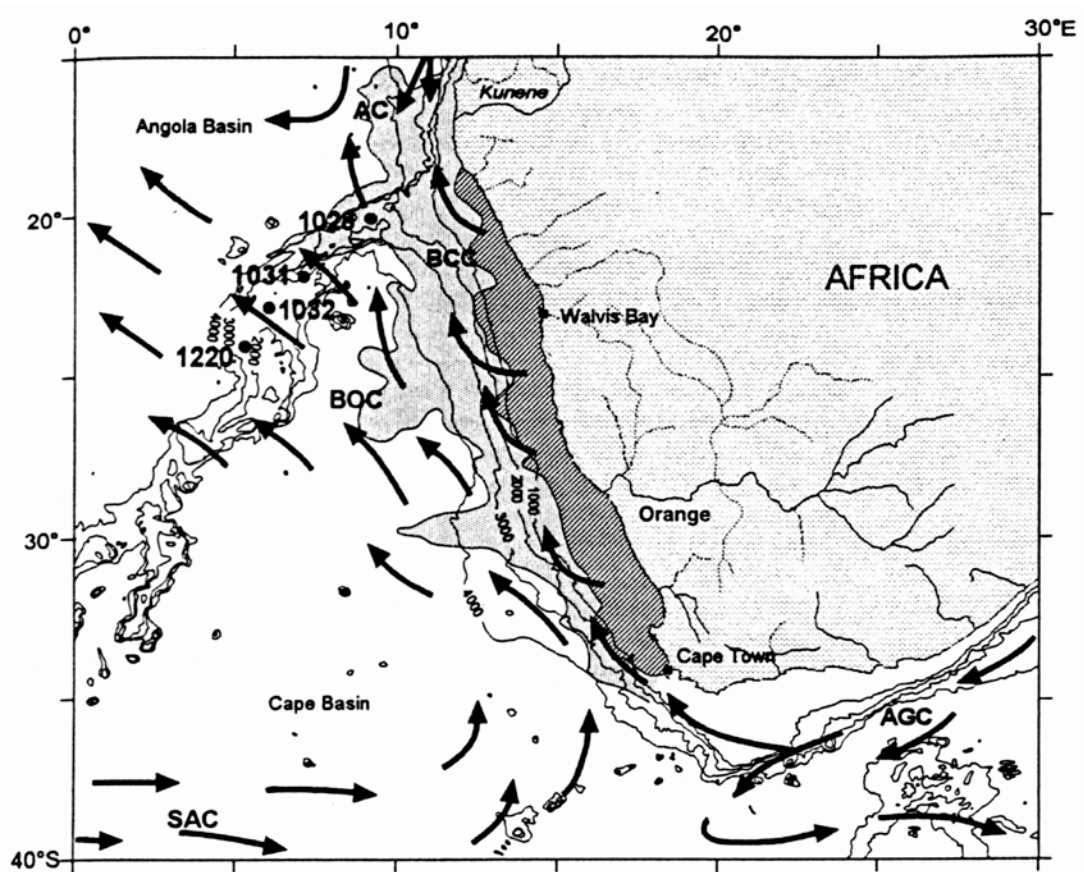 0° 10° 20° 30°E
Kunene
AC
Angola Basin
20°
1028
BCC
1031
AFRICA
1032
Walvis Bay
4000
3000
2000
1220
BOC
1000
2000
3000
Orange
30°
4000
Cape Town
Cape Basin
AGC
SAC
40°S